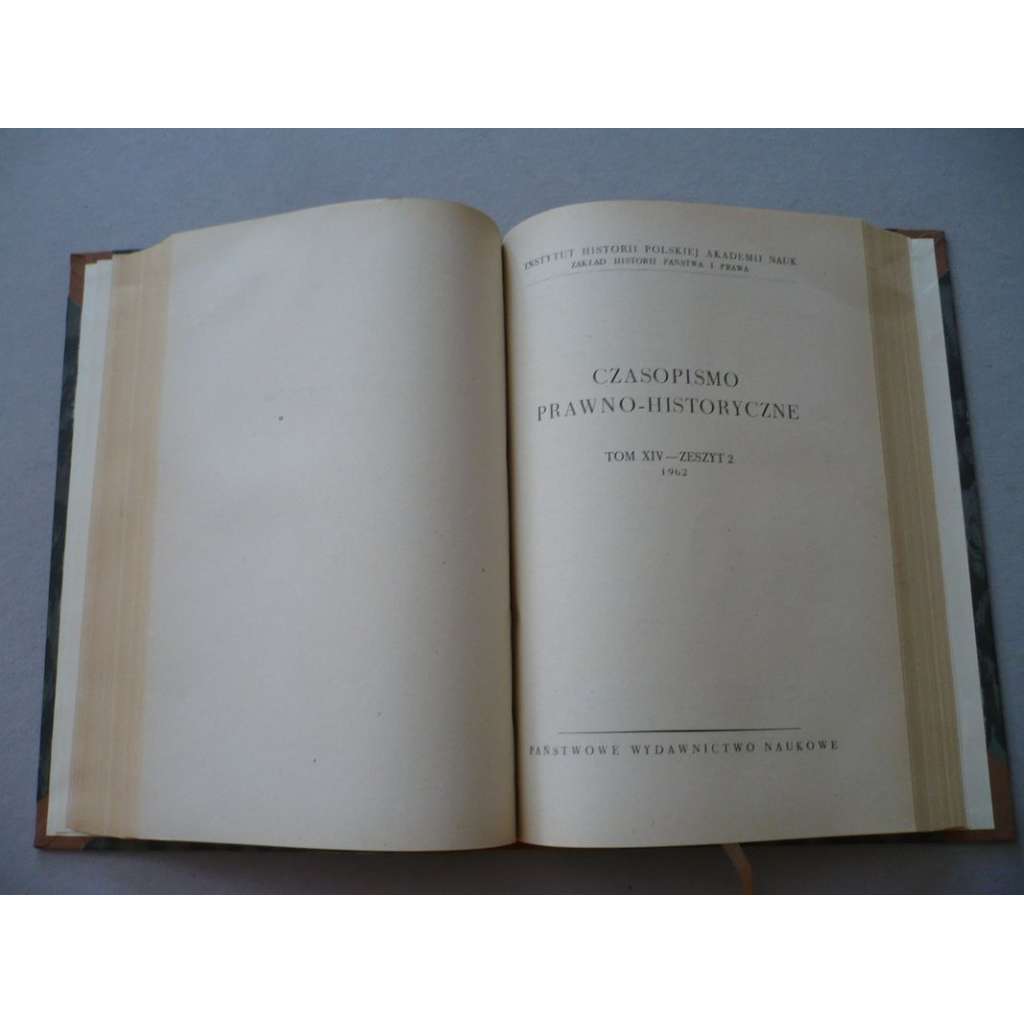 INSTYTUT HISTORII POLSKIEJ AKADEMII NAUK
ZAKŁAD HISTORII PAŃSTWA I PRAWA
CZASOPISMO
PRAWNO-HISTORYCZNE
TOM XIV — ZESZYT 2
1962
PAŃSTWOWE WYDAWNICTWO NAUKOWE